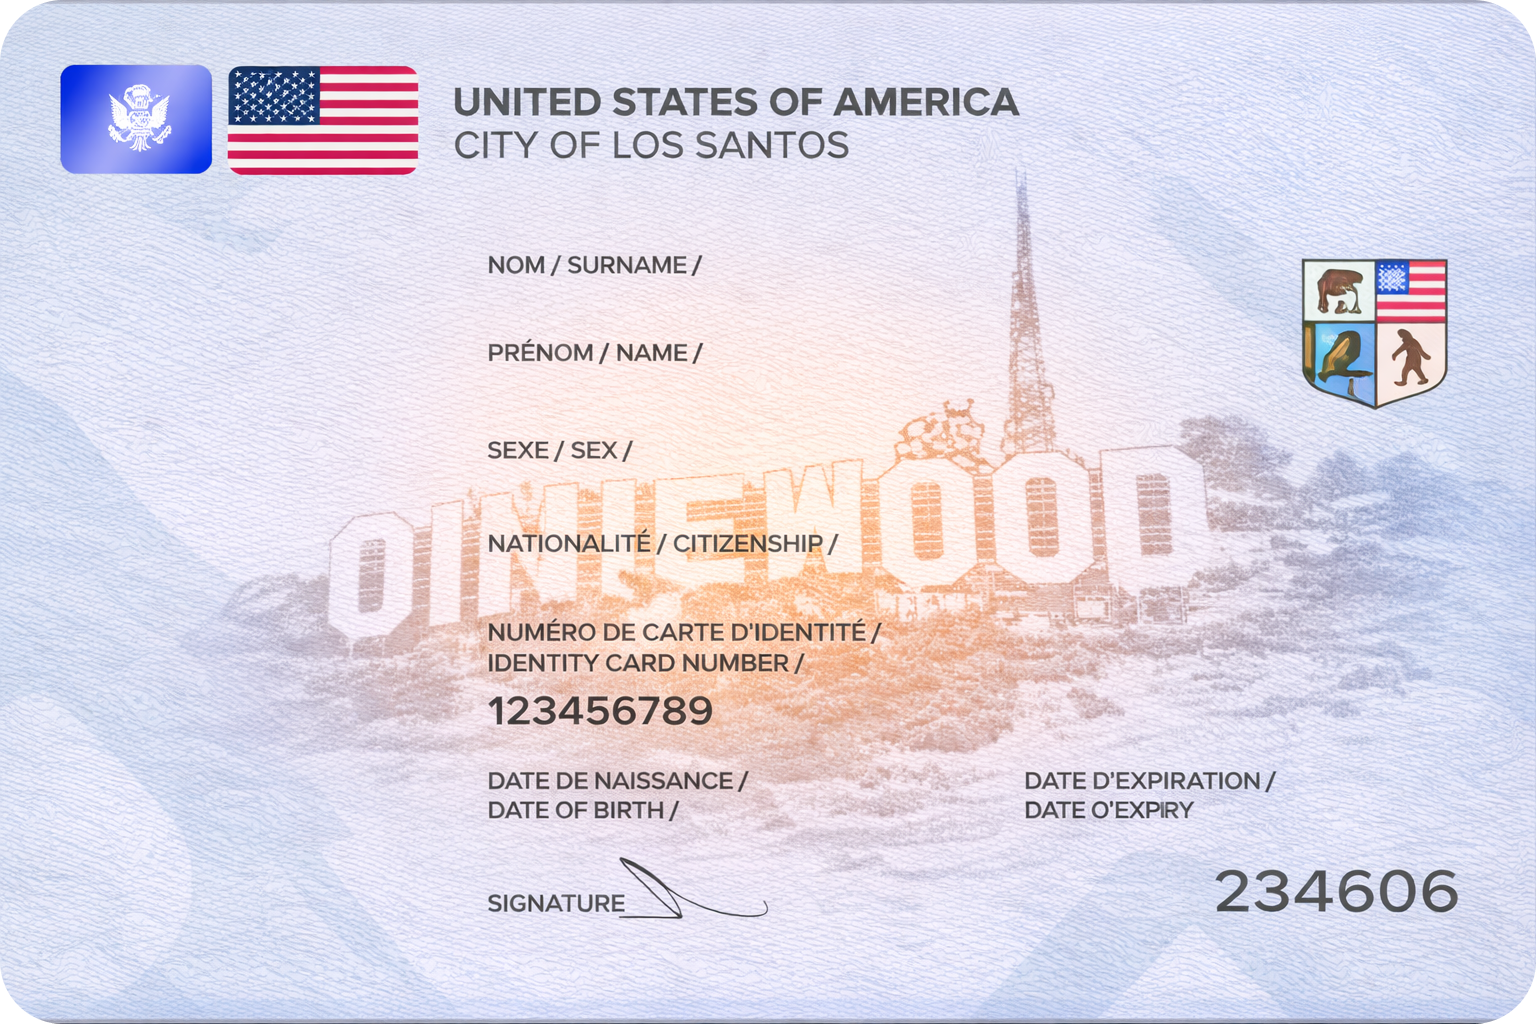 UNITED STATES OF AMERICA
CITY OF LOS SANTOS
NOM / SURNAME /
PRÉNOM / NAME /
SEXE / SEX /
OINIEWOOD
NATIONALITÉ / CITIZENSHIP /
NUMÉRO DE CARTE D'IDENTITÉ /
IDENTITY CARD NUMBER /
123456789
DATE DE NAISSANCE /
DATE OF BIRTH /
DATE D'EXPIRATION /
DATE O'EXPIRY
SIGNATURE
234606